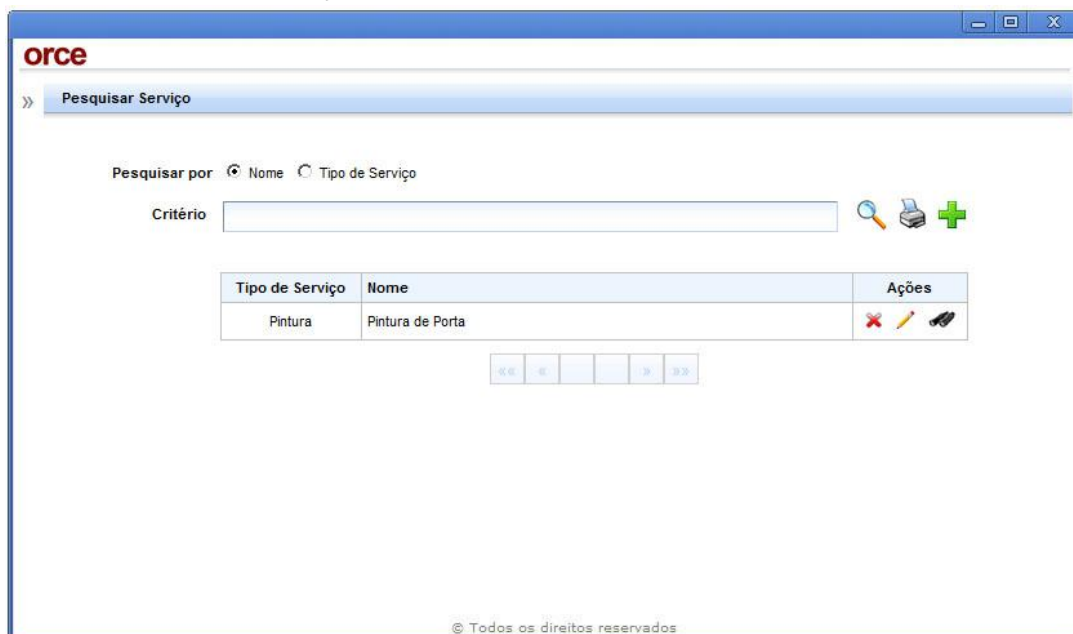 orce
» Pesquisar Serviço
Pesquisar por Nome Tipo de Serviço
Critério
Tipo de Serviço Nome Ações
Pintura Pintura de Porta
«« « » »»
© Todos os direitos reservados